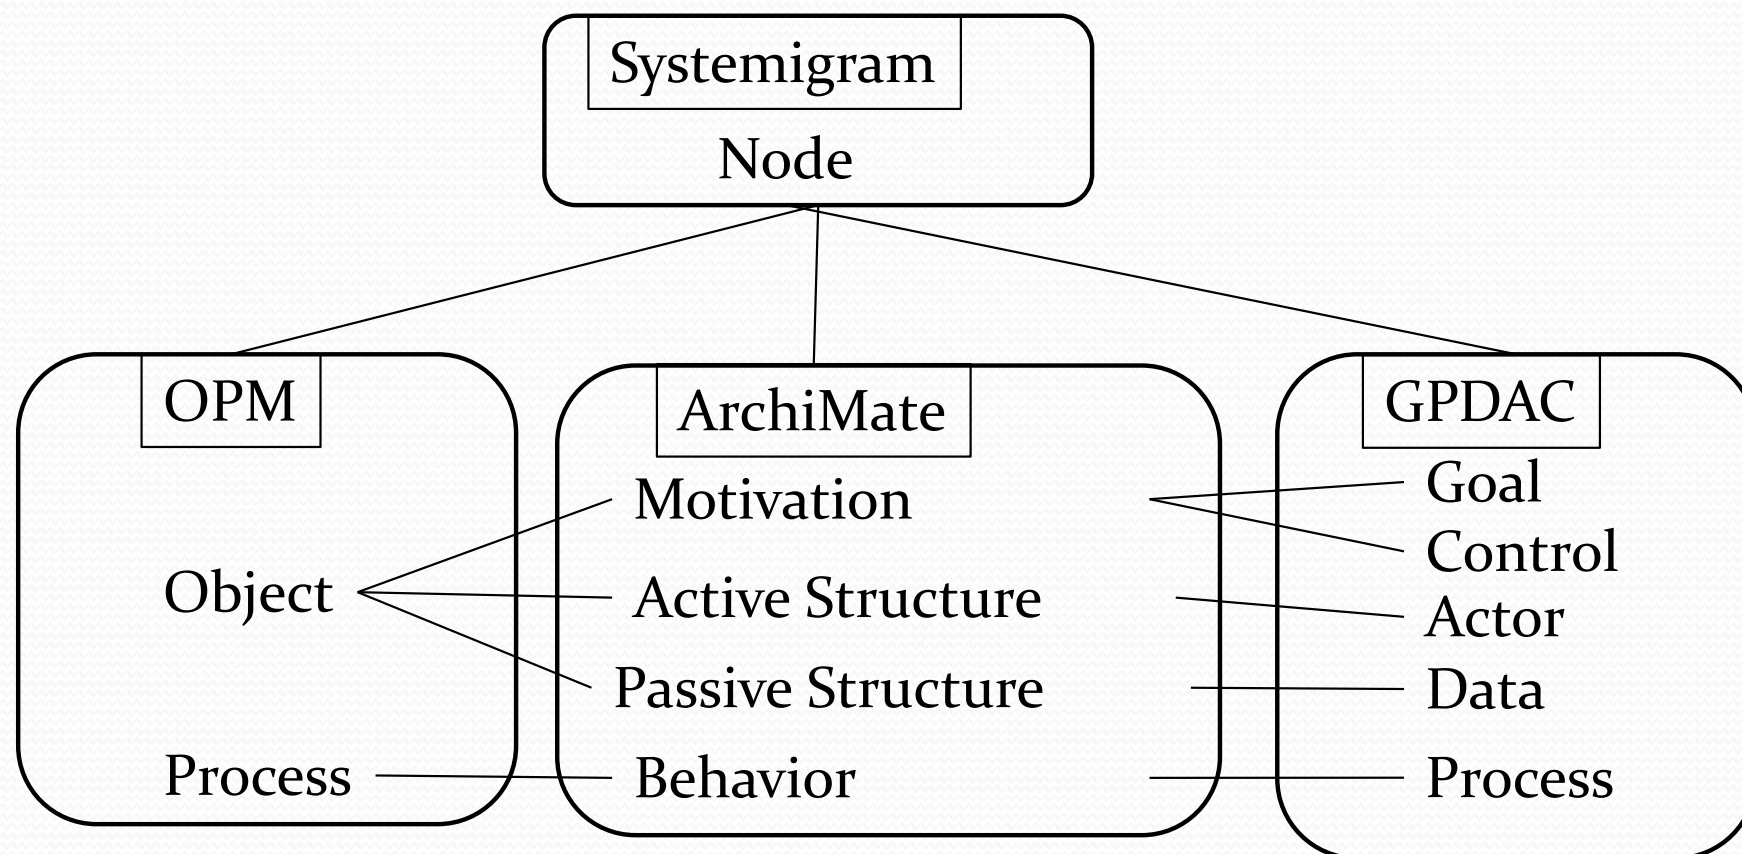 Systemigram
Node
OPM
Object
Process
ArchiMate
Motivation
Active Structure
Passive Structure
Behavior
GPDAC
Goal
Control
Actor
Data
Process